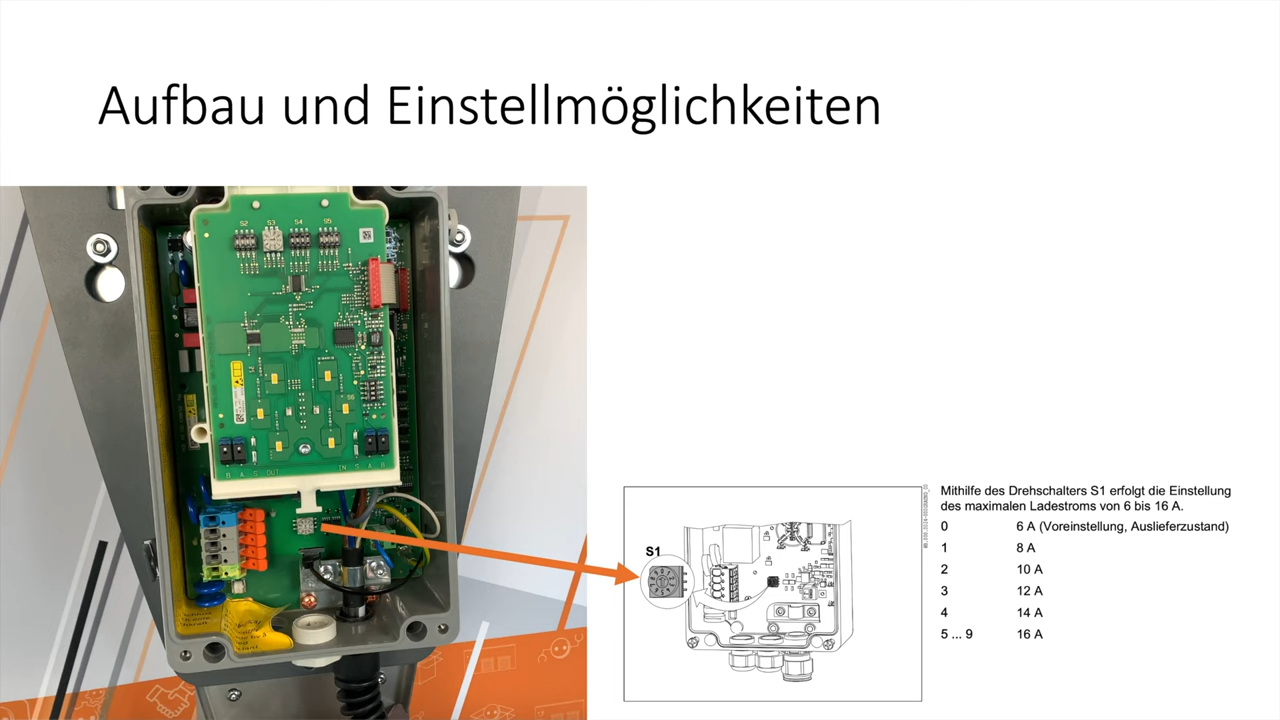 Aufbau und Einstellmöglichkeiten
S2 S3 S4 S5
S6
B A S OUT IN S A B
S1
Mithilfe des Drehschalters S1 erfolgt die Einstellung
des maximalen Ladestroms von 6 bis 16 A.
0 6 A (Voreinstellung, Auslieferzustand)
1 8 A
2 10 A
3 12 A
4 14 A
5 ... 9 16 A